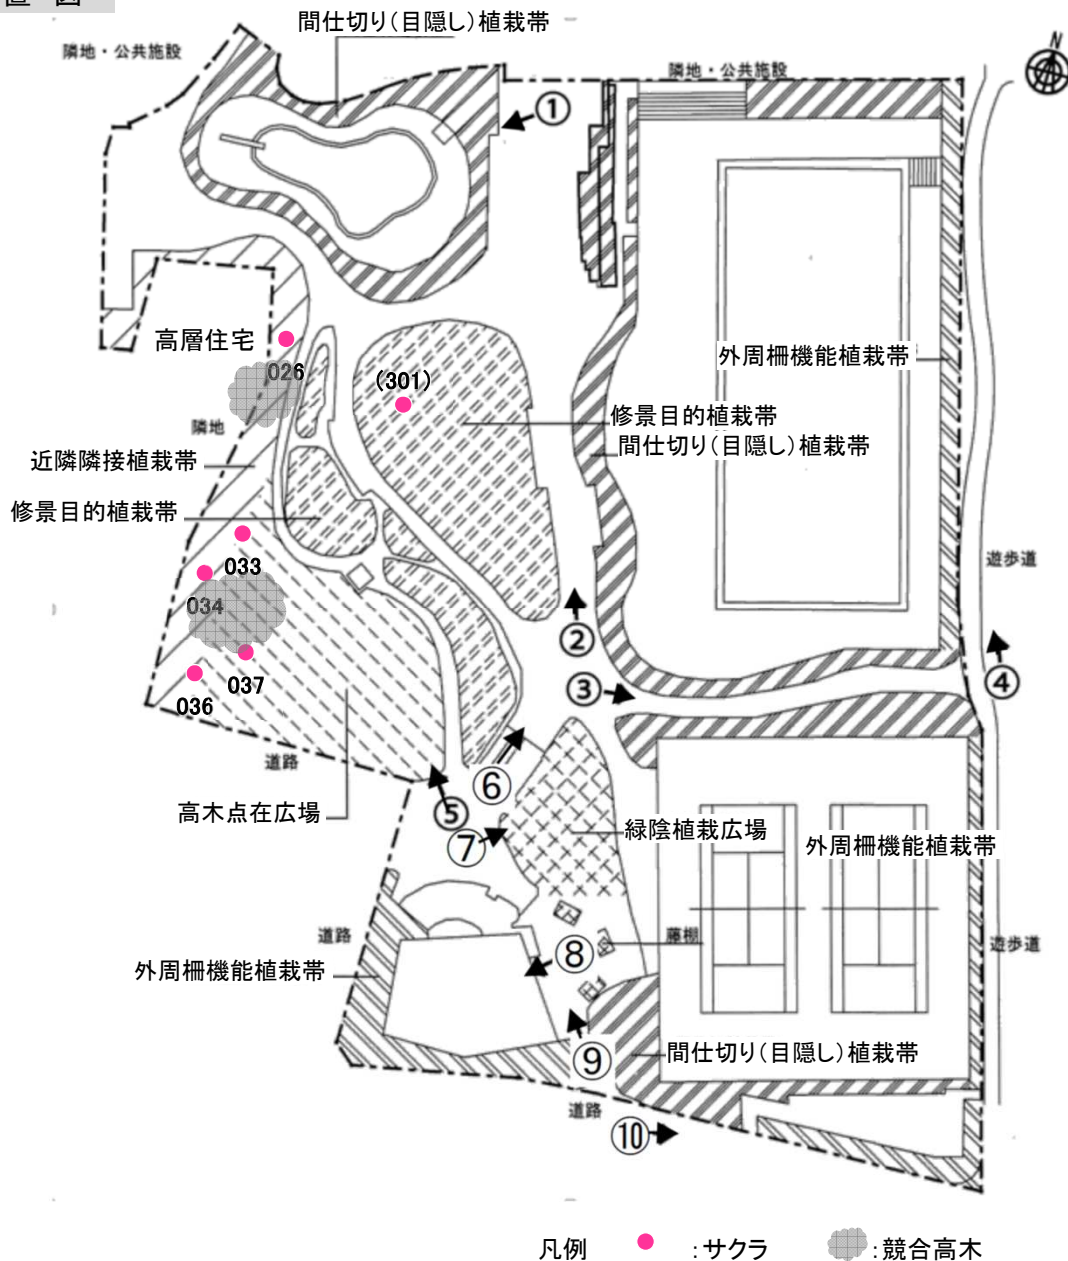 置 図
間仕切り(目隠し)植栽帯
隣地・公共施設
隣地・公共施設
N
①
高層住宅
026
(301)
外周柵機能植栽帯
修景目的植栽帯
間仕切り(目隠し)植栽帯
隣地
近隣隣接植栽帯
修景目的植栽帯
033
034
遊歩道
②
③
④
037
036
道路
⑥
⑤
高木点在広場
⑦
緑陰植栽広場
外周柵機能植栽帯
道路
藤棚
遊歩道
⑧
外周柵機能植栽帯
⑨
間仕切り(目隠し)植栽帯
道路
⑩
凡例 :サクラ :競合高木